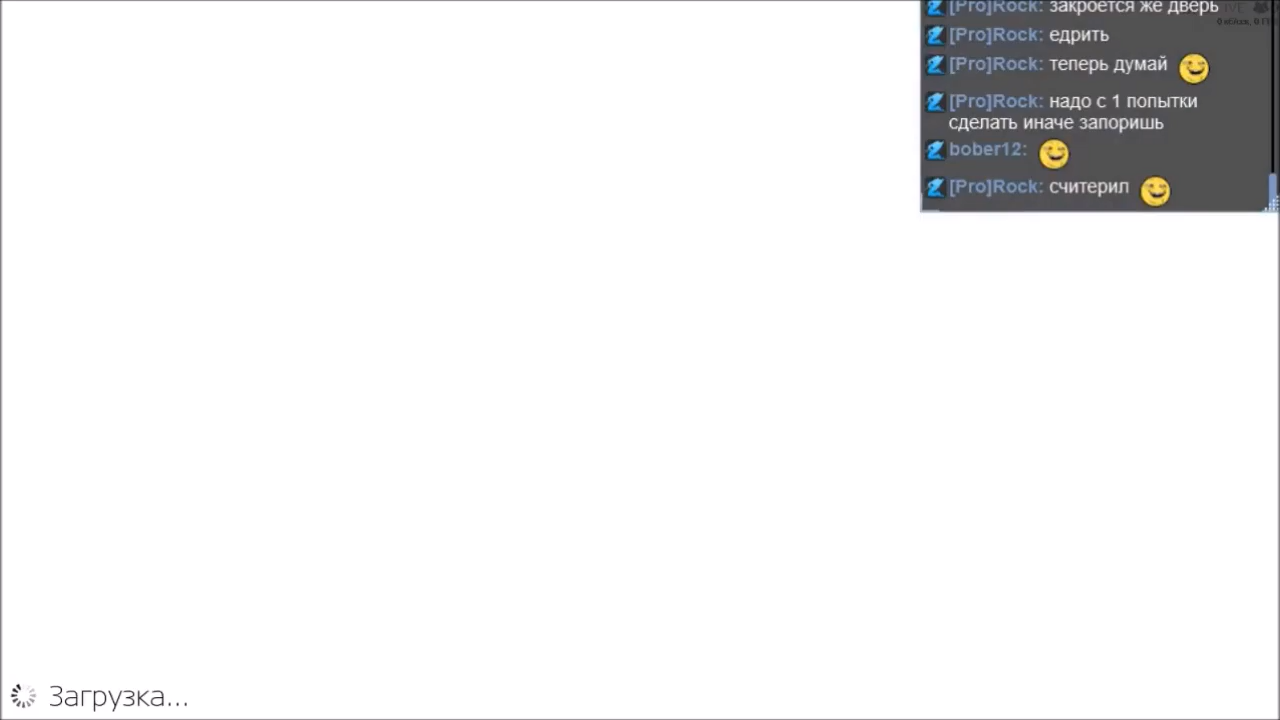 [Pro]Rock: закроется же дверь
[Pro]Rock: едрить
[Pro]Rock: теперь думай
[Pro]Rock: надо с 1 попытки
сделать иначе запоришь
bober12:
[Pro]Rock: считерил
Загрузка...